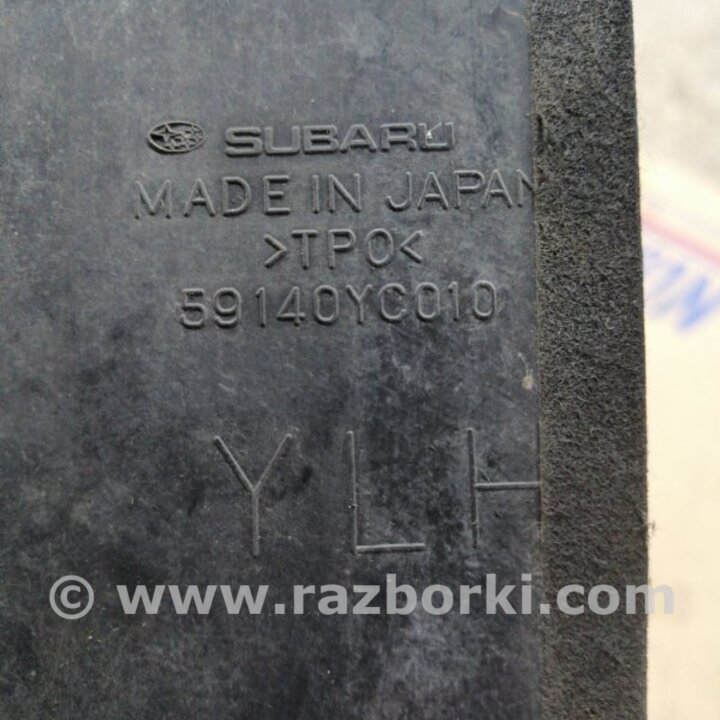 SUBARU
MADE IN JAPAN
>TPO<
59140YC010
YLH
© www.razborki.com